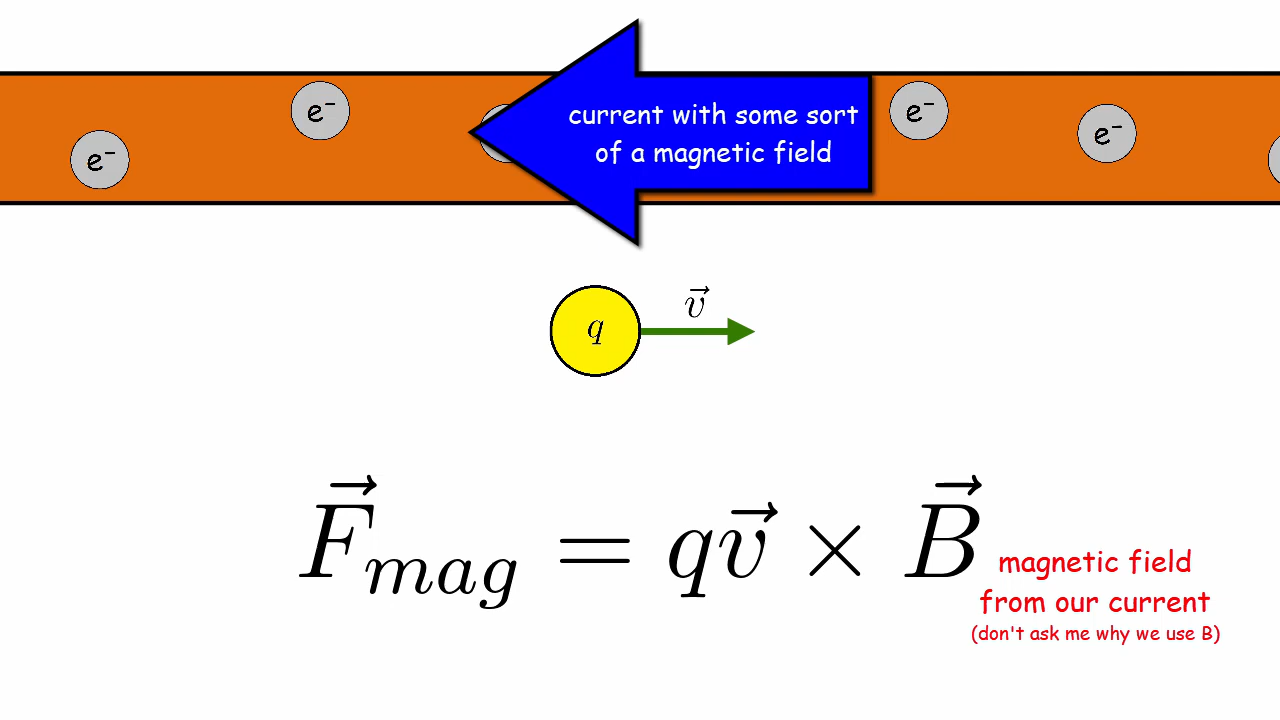 e⁻ e⁻ e⁻ e⁻
current with some sort
of a magnetic field
v⃗
q
F⃗_mag = qv⃗ × B⃗
magnetic field
from our current
(don't ask me why we use B)